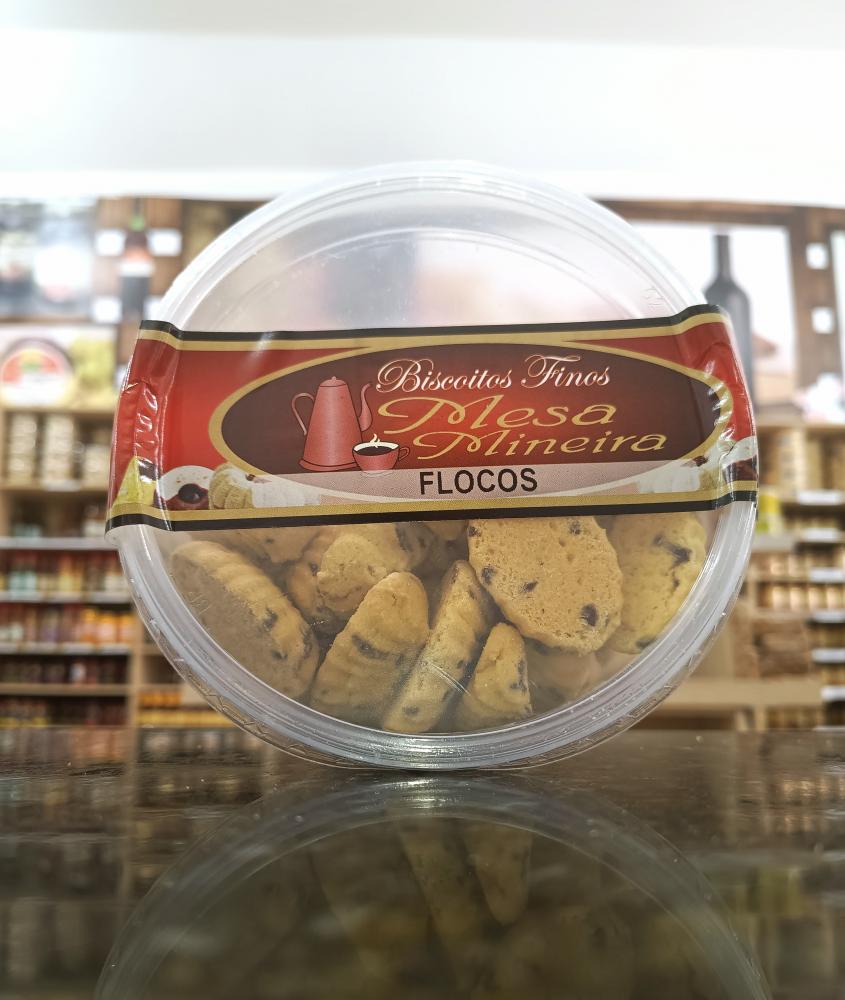 Biscoitos Finos
Mesa
Mineira
FLOCOS